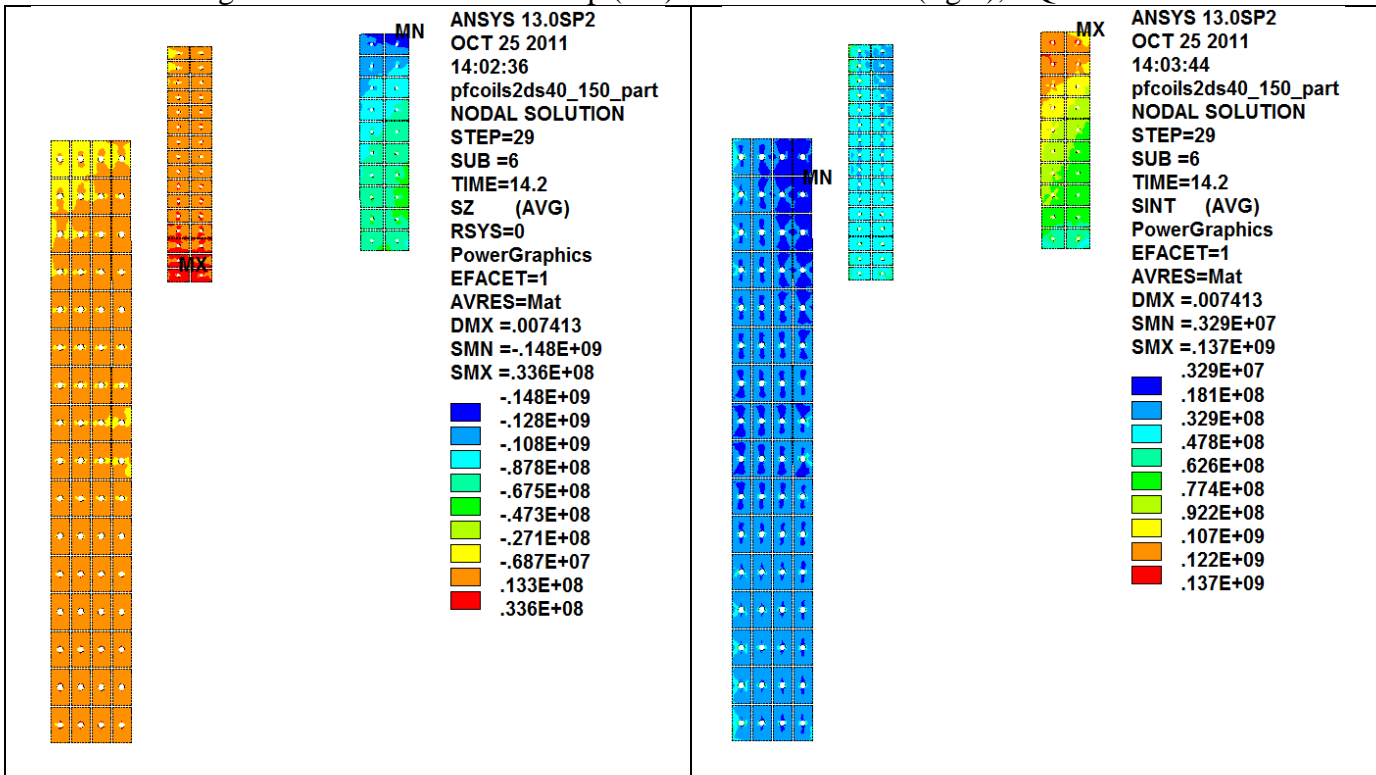 MN
MX
ANSYS 13.0SP2
OCT 25 2011
14:02:36
pfcoils2ds40_150_part
NODAL SOLUTION
STEP=29
SUB =6
TIME=14.2
SZ (AVG)
RSYS=0
PowerGraphics
EFACET=1
AVRES=Mat
DMX =.007413
SMN =-.148E+09
SMX =.336E+08
-.148E+09
-.128E+09
-.108E+09
-.878E+08
-.675E+08
-.473E+08
-.271E+08
-.687E+07
.133E+08
.336E+08
MX
MN
ANSYS 13.0SP2
OCT 25 2011
14:03:44
pfcoils2ds40_150_part
NODAL SOLUTION
STEP=29
SUB =6
TIME=14.2
SINT (AVG)
PowerGraphics
EFACET=1
AVRES=Mat
DMX =.007413
SMN =.329E+07
SMX =.137E+09
.329E+07
.181E+08
.329E+08
.478E+08
.626E+08
.774E+08
.922E+08
.107E+09
.122E+09
.137E+09